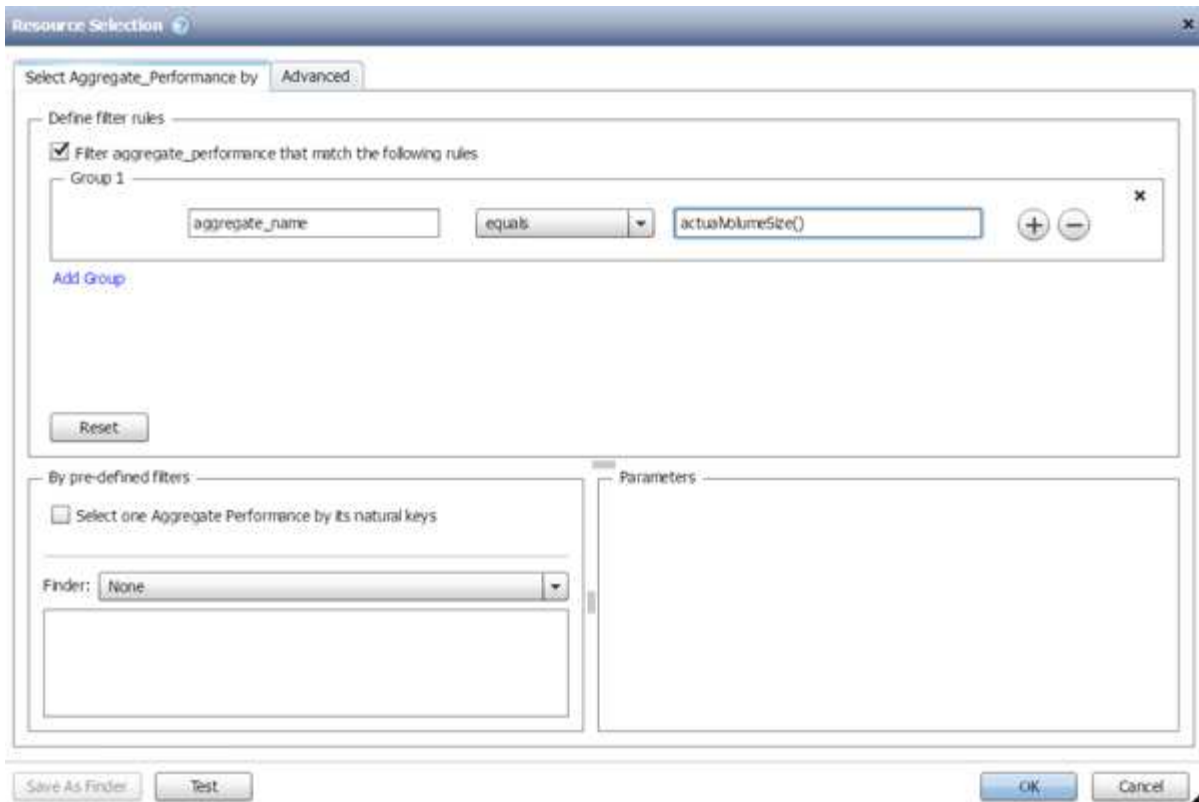 Resource Selection
Select Aggregate_Performance by
Advanced
Define filter rules
Filter aggregate_performance that match the following rules
Group 1
aggregate_name
equals
actualVolumeSize()
Add Group
Reset
By pre-defined filters
Select one Aggregate Performance by its natural keys
Finder: None
Parameters
Save As Finder
Test
OK
Cancel